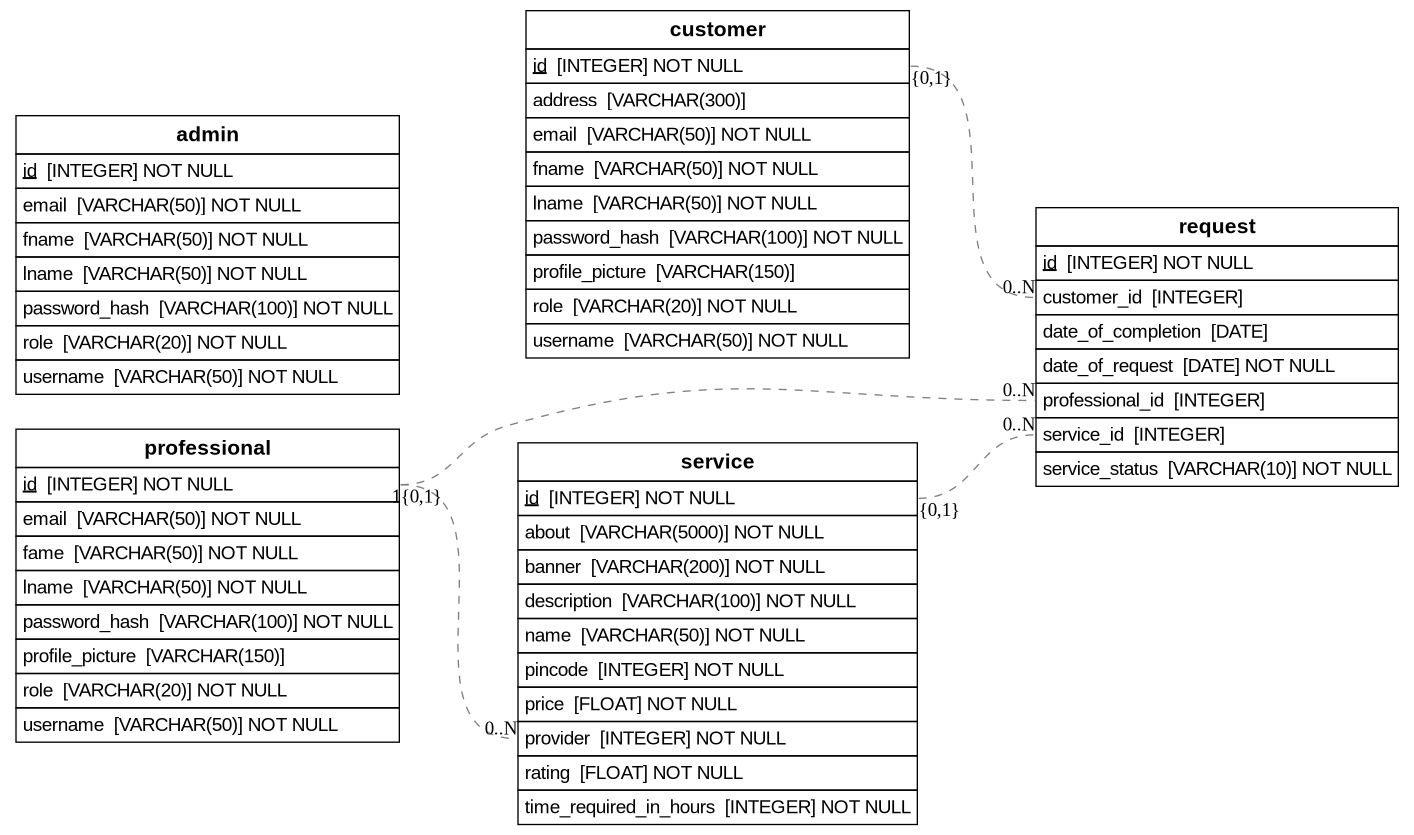 customer
id [INTEGER] NOT NULL
address [VARCHAR(300)]
email [VARCHAR(50)] NOT NULL
fname [VARCHAR(50)] NOT NULL
lname [VARCHAR(50)] NOT NULL
password_hash [VARCHAR(100)] NOT NULL
profile_picture [VARCHAR(150)]
role [VARCHAR(20)] NOT NULL
username [VARCHAR(50)] NOT NULL
{0,1}
admin
id [INTEGER] NOT NULL
email [VARCHAR(50)] NOT NULL
fname [VARCHAR(50)] NOT NULL
lname [VARCHAR(50)] NOT NULL
password_hash [VARCHAR(100)] NOT NULL
role [VARCHAR(20)] NOT NULL
username [VARCHAR(50)] NOT NULL
request
id [INTEGER] NOT NULL
0..N
customer_id [INTEGER]
date_of_completion [DATE]
date_of_request [DATE] NOT NULL
0..N
professional_id [INTEGER]
0..N
service_id [INTEGER]
service_status [VARCHAR(10)] NOT NULL
professional
id [INTEGER] NOT NULL
1{0,1}
email [VARCHAR(50)] NOT NULL
fame [VARCHAR(50)] NOT NULL
lname [VARCHAR(50)] NOT NULL
password_hash [VARCHAR(100)] NOT NULL
profile_picture [VARCHAR(150)]
role [VARCHAR(20)] NOT NULL
username [VARCHAR(50)] NOT NULL
service
id [INTEGER] NOT NULL
{0,1}
about [VARCHAR(5000)] NOT NULL
banner [VARCHAR(200)] NOT NULL
description [VARCHAR(100)] NOT NULL
name [VARCHAR(50)] NOT NULL
pincode [INTEGER] NOT NULL
price [FLOAT] NOT NULL
0..N
provider [INTEGER] NOT NULL
rating [FLOAT] NOT NULL
time_required_in_hours [INTEGER] NOT NULL